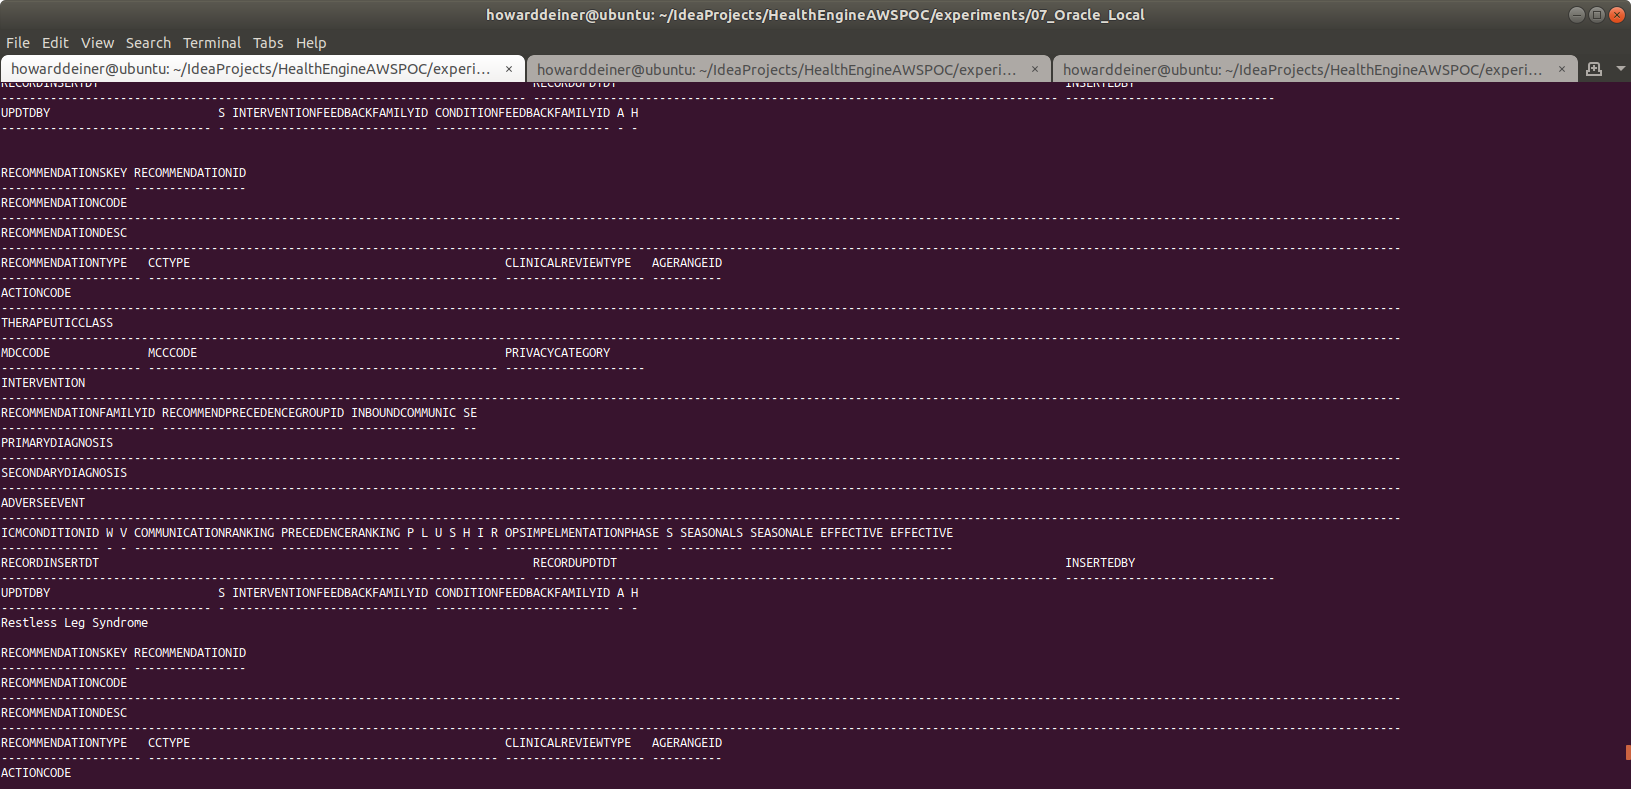 howarddeiner@ubuntu: ~/IdeaProjects/HealthEngineAWSPOC/experiments/07_Oracle_Local
File Edit View Search Terminal Tabs Help
howarddeiner@ubuntu: ~/IdeaProjects/HealthEngineAWSPOC/experi... × howarddeiner@ubuntu: ~/IdeaProjects/HealthEngineAWSPOC/experi... × howarddeiner@ubuntu: ~/IdeaProjects/HealthEngineAWSPOC/experi... ×
RECORDINSERTDT RECORDUPDTDT INSERTEDBY
UPDTDBY S INTERVENTIONFEEDBACKFAMILYID CONDITIONFEEDBACKFAMILYID A H
RECOMMENDATIONSKEY RECOMMENDATIONID
RECOMMENDATIONCODE
RECOMMENDATIONDESC
RECOMMENDATIONTYPE CCTYPE CLINICALREVIEWTYPE AGERANGEID
ACTIONCODE
THERAPEUTICCLASS
MDCCODE MCCCODE PRIVACYCATEGORY
INTERVENTION
RECOMMENDATIONFAMILYID RECOMMENDPRECEDENCEGROUPID INBOUNDCOMMUNIC SE
PRIMARYDIAGNOSIS
SECONDARYDIAGNOSIS
ADVERSEEVENT
ICMCONDITIONID W V COMMUNICATIONRANKING PRECEDENCERANKING P L U S H I R OPSIMPELMENTATIONPHASE S SEASONALS SEASONALE EFFECTIVE EFFECTIVE
RECORDINSERTDT RECORDUPDTDT INSERTEDBY
UPDTDBY S INTERVENTIONFEEDBACKFAMILYID CONDITIONFEEDBACKFAMILYID A H
Restless Leg Syndrome
RECOMMENDATIONSKEY RECOMMENDATIONID
RECOMMENDATIONCODE
RECOMMENDATIONDESC
RECOMMENDATIONTYPE CCTYPE CLINICALREVIEWTYPE AGERANGEID
ACTIONCODE